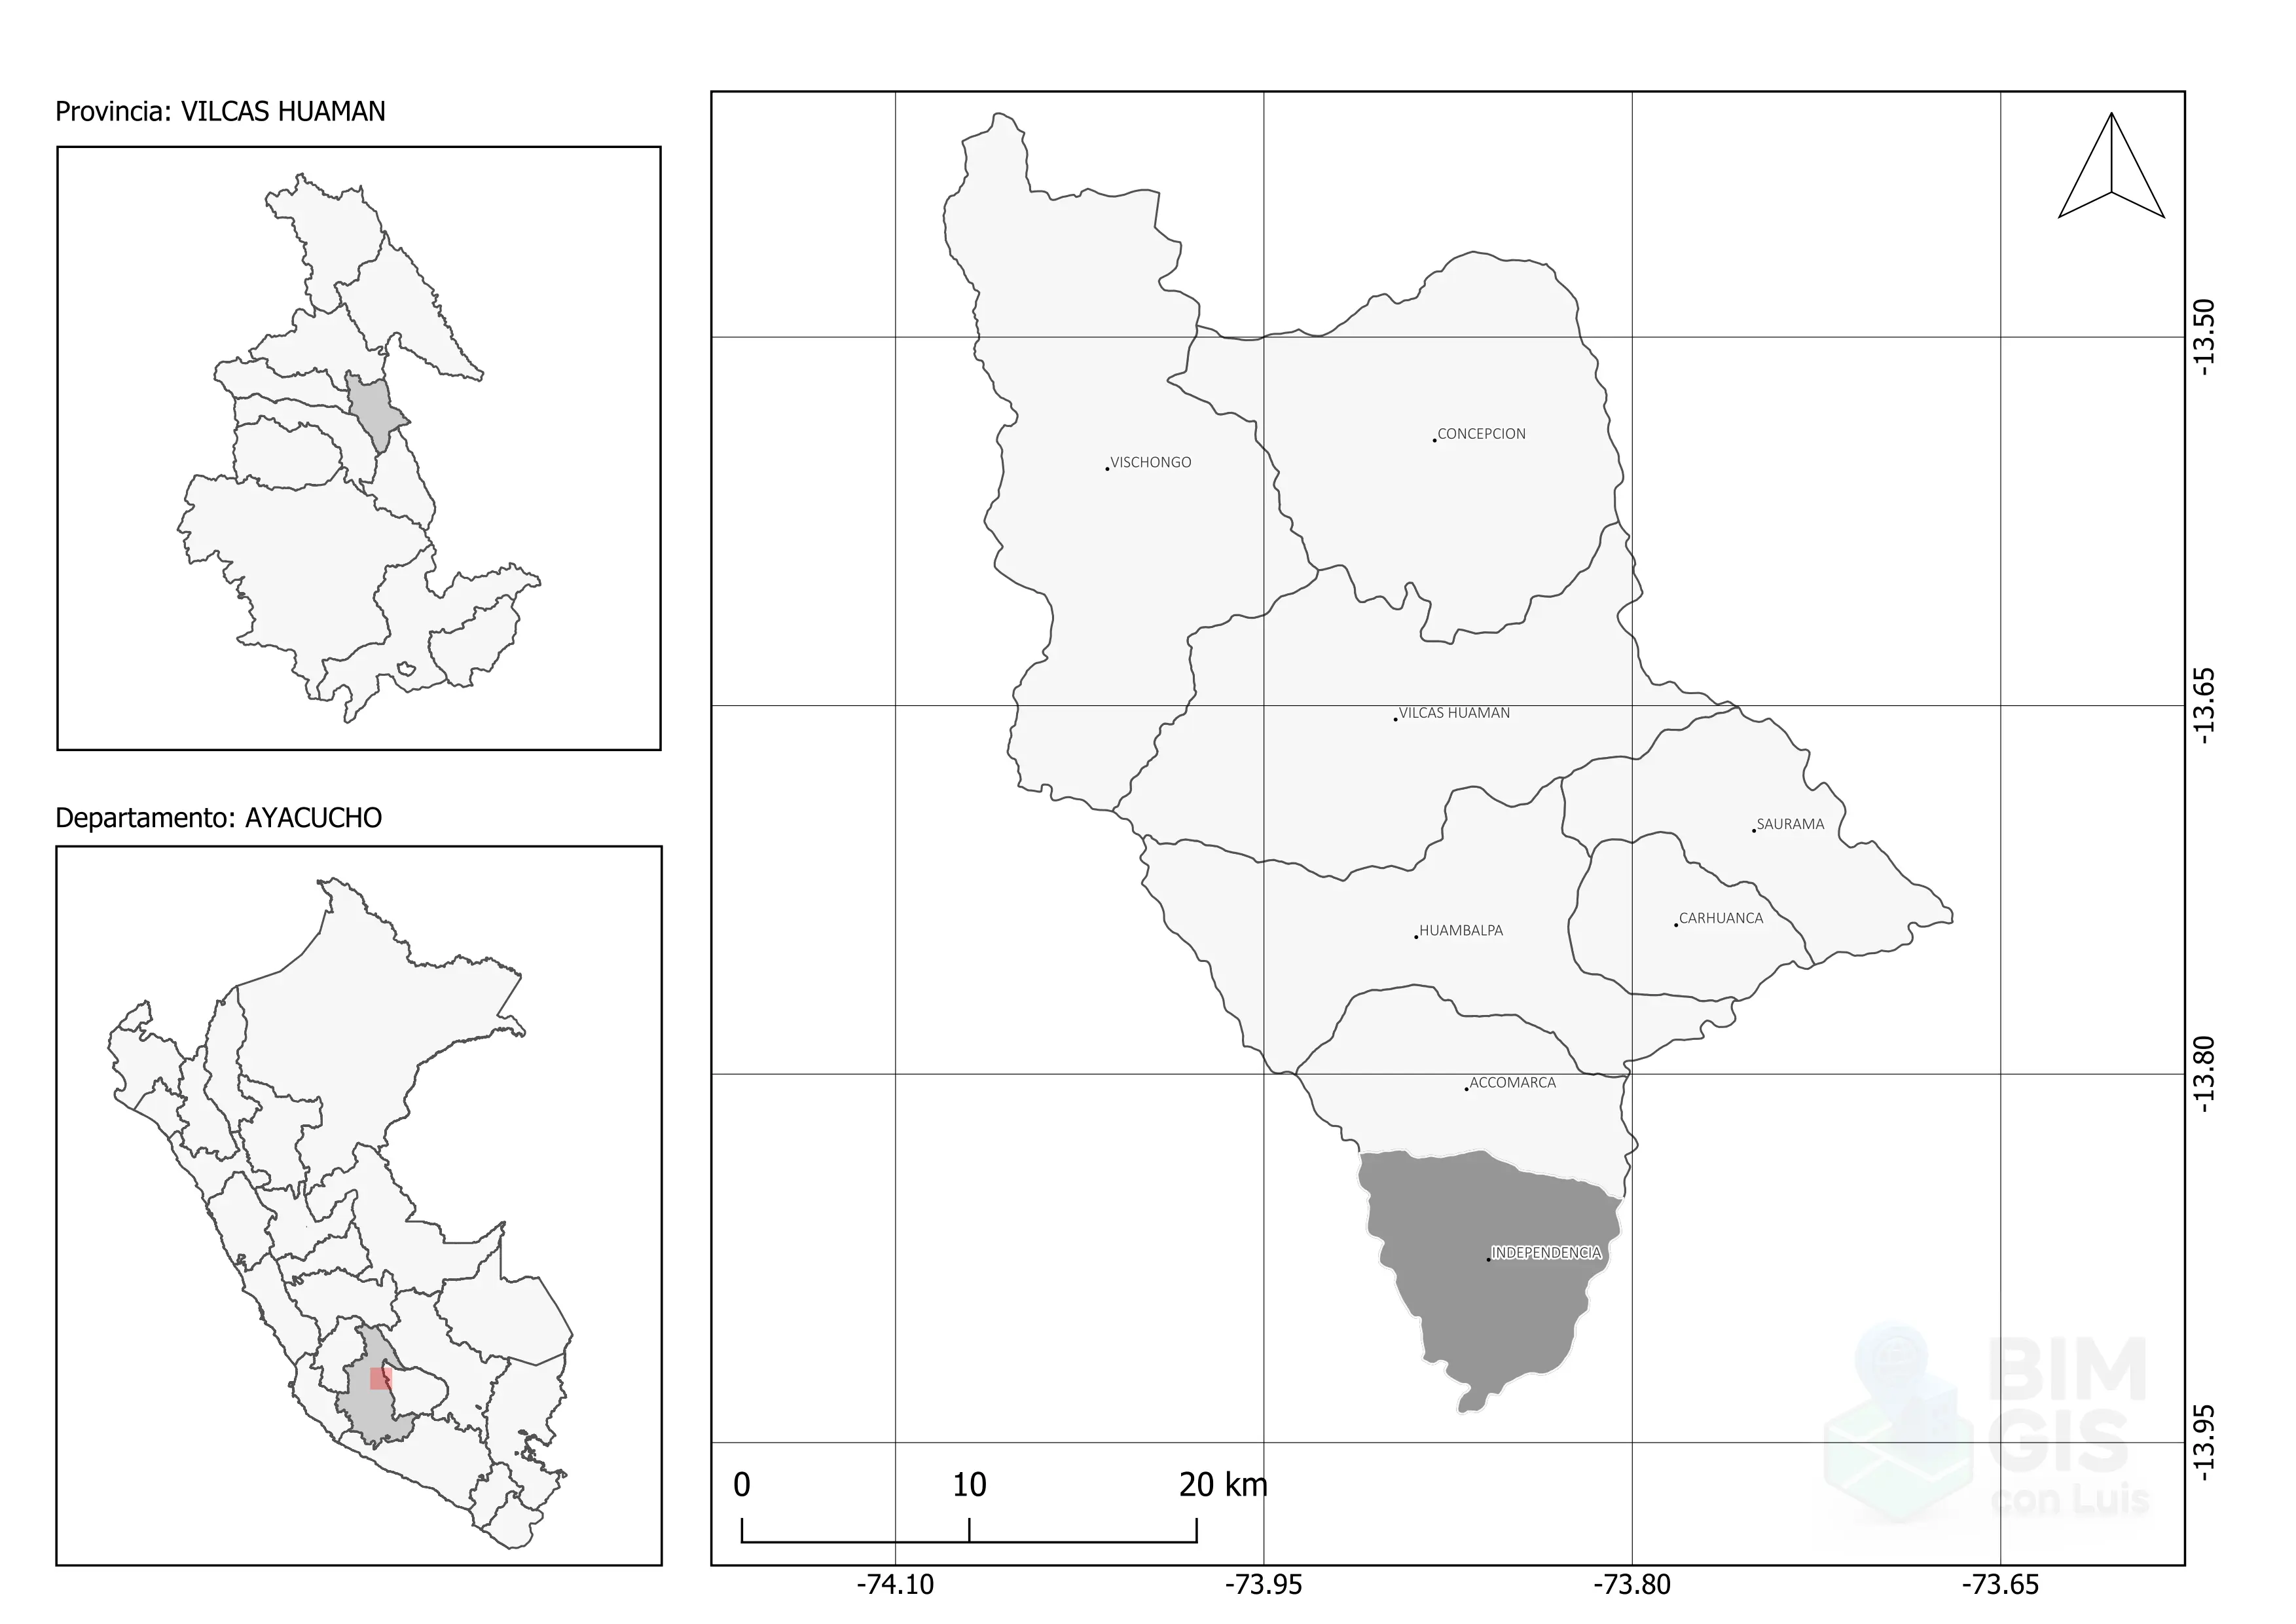 Provincia: VILCAS HUAMAN
Departamento: AYACUCHO
VISCHONGO
CONCEPCION
VILCAS HUAMAN
SAURAMA
CARHUANCA
HUAMBALPA
ACCOMARCA
INDEPENDENCIA
-13.50
-13.65
-13.80
-13.95
0 10 20 km
-74.10 -73.95 -73.80 -73.65
BIM
GIS
con Luis